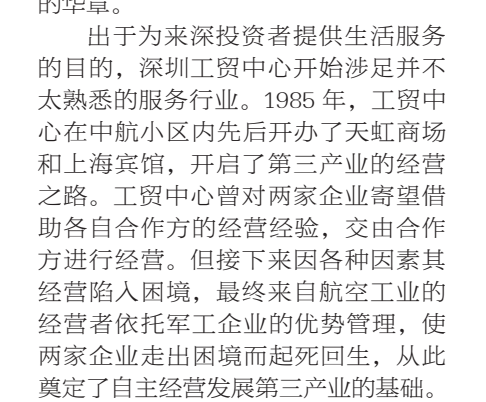 的华章。
出于为来深投资者提供生活服务
的目的，深圳工贸中心开始涉足并不
太熟悉的服务行业。1985 年，工贸中
心在中航小区内先后开办了天虹商场
和上海宾馆，开启了第三产业的经营
之路。工贸中心曾对两家企业寄望借
助各自合作方的经营经验，交由合作
方进行经营。但接下来因各种因素其
经营陷入困境，最终来自航空工业的
经营者依托军工企业的优势管理，使
两家企业走出困境而起死回生，从此
奠定了自主经营发展第三产业的基础。